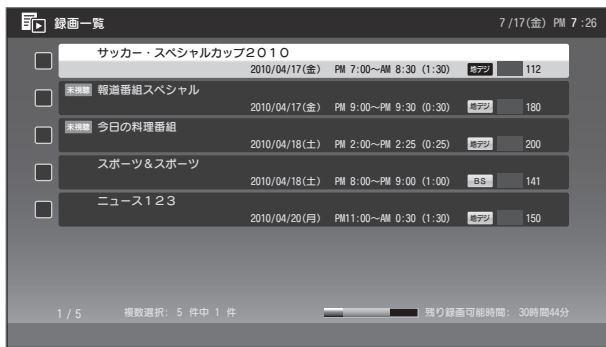 録画一覧 7/17(金) PM 7:26
サッカー・スペシャルカップ2010
2010/04/17(金) PM 7:00～AM 8:30 (1:30) 地デジ 112
未視聴 報道番組スペシャル
2010/04/17(金) PM 9:00～PM 9:30 (0:30) 地デジ 180
未視聴 今日の料理番組
2010/04/18(土) PM 2:00～PM 2:25 (0:25) 地デジ 200
スポーツ&スポーツ
2010/04/18(土) PM 8:00～PM 9:00 (1:00) BS 141
ニュース123
2010/04/20(月) PM11:00～AM 0:30 (1:30) 地デジ 150
1/5 複数選択: 5 件中 1 件 残り録画可能時間: 30時間44分